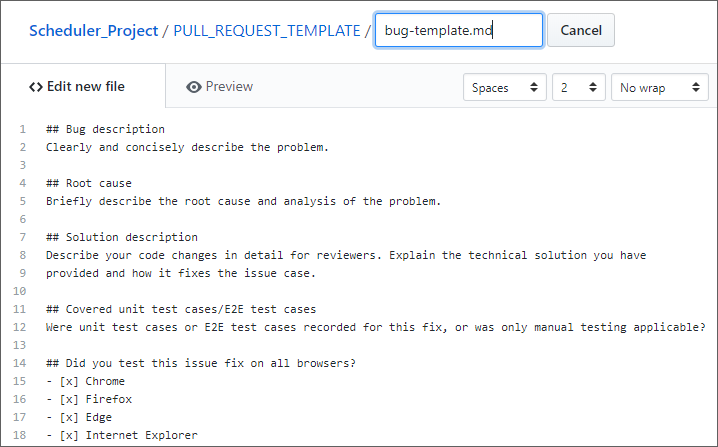 Scheduler_Project / PULL_REQUEST_TEMPLATE / bug-template.md Cancel
<> Edit new file Preview Spaces 2 No wrap
1 ## Bug description
2 Clearly and concisely describe the problem.
3
4 ## Root cause
5 Briefly describe the root cause and analysis of the problem.
6
7 ## Solution description
8 Describe your code changes in detail for reviewers. Explain the technical solution you have
9 provided and how it fixes the issue case.
10
11 ## Covered unit test cases/E2E test cases
12 Were unit test cases or E2E test cases recorded for this fix, or was only manual testing applicable?
13
14 ## Did you test this issue fix on all browsers?
15 - [x] Chrome
16 - [x] Firefox
17 - [x] Edge
18 - [x] Internet Explorer